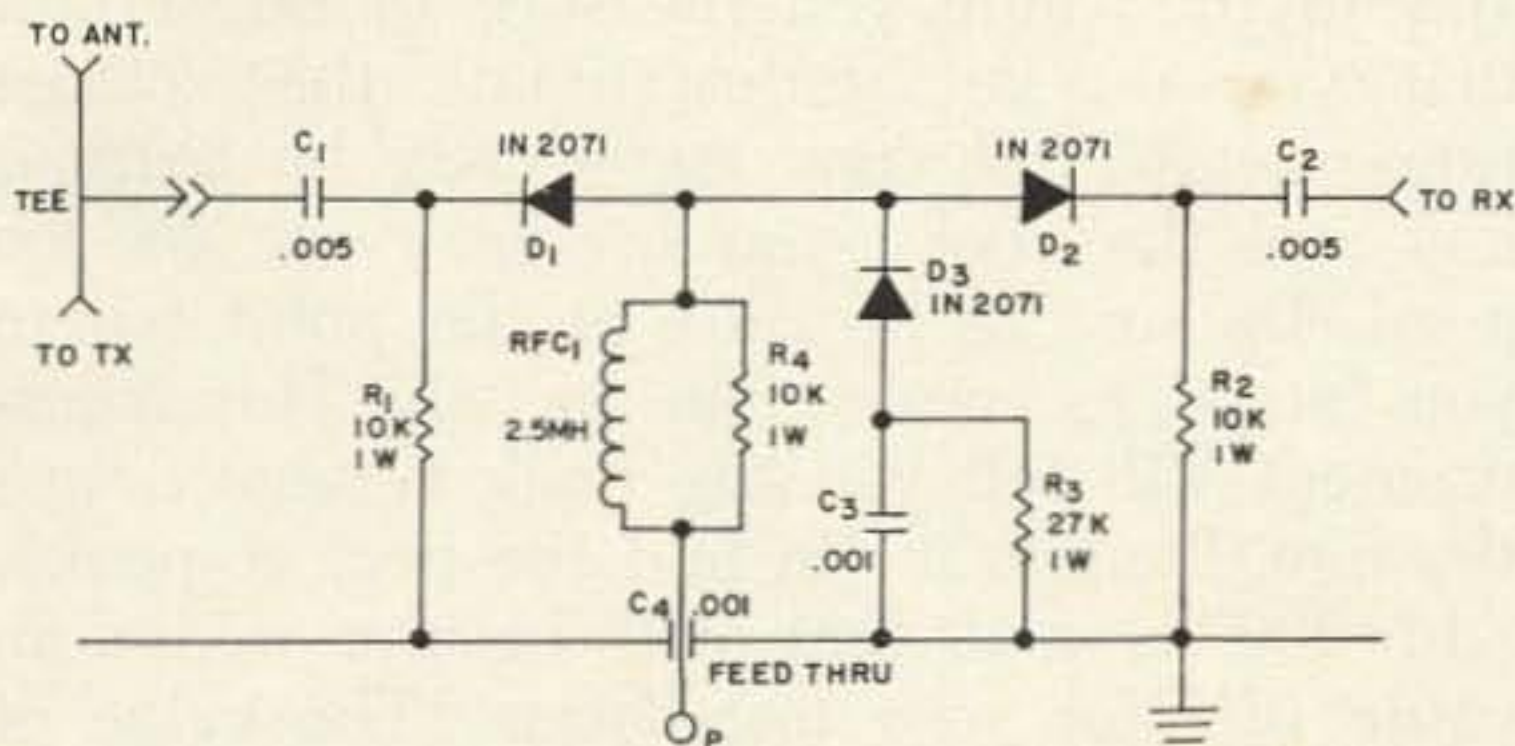 TO ANT.
TEE
TO TX
C1
.005
IN 2071
D1
IN 2071
D2
C2
.005
TO RX
D3
IN 2071
RFC1
2.5MH
R4
10K
1W
R1
10K
1W
R2
10K
1W
C3
.001
R3
27K
1W
C4 .001
FEED THRU
P